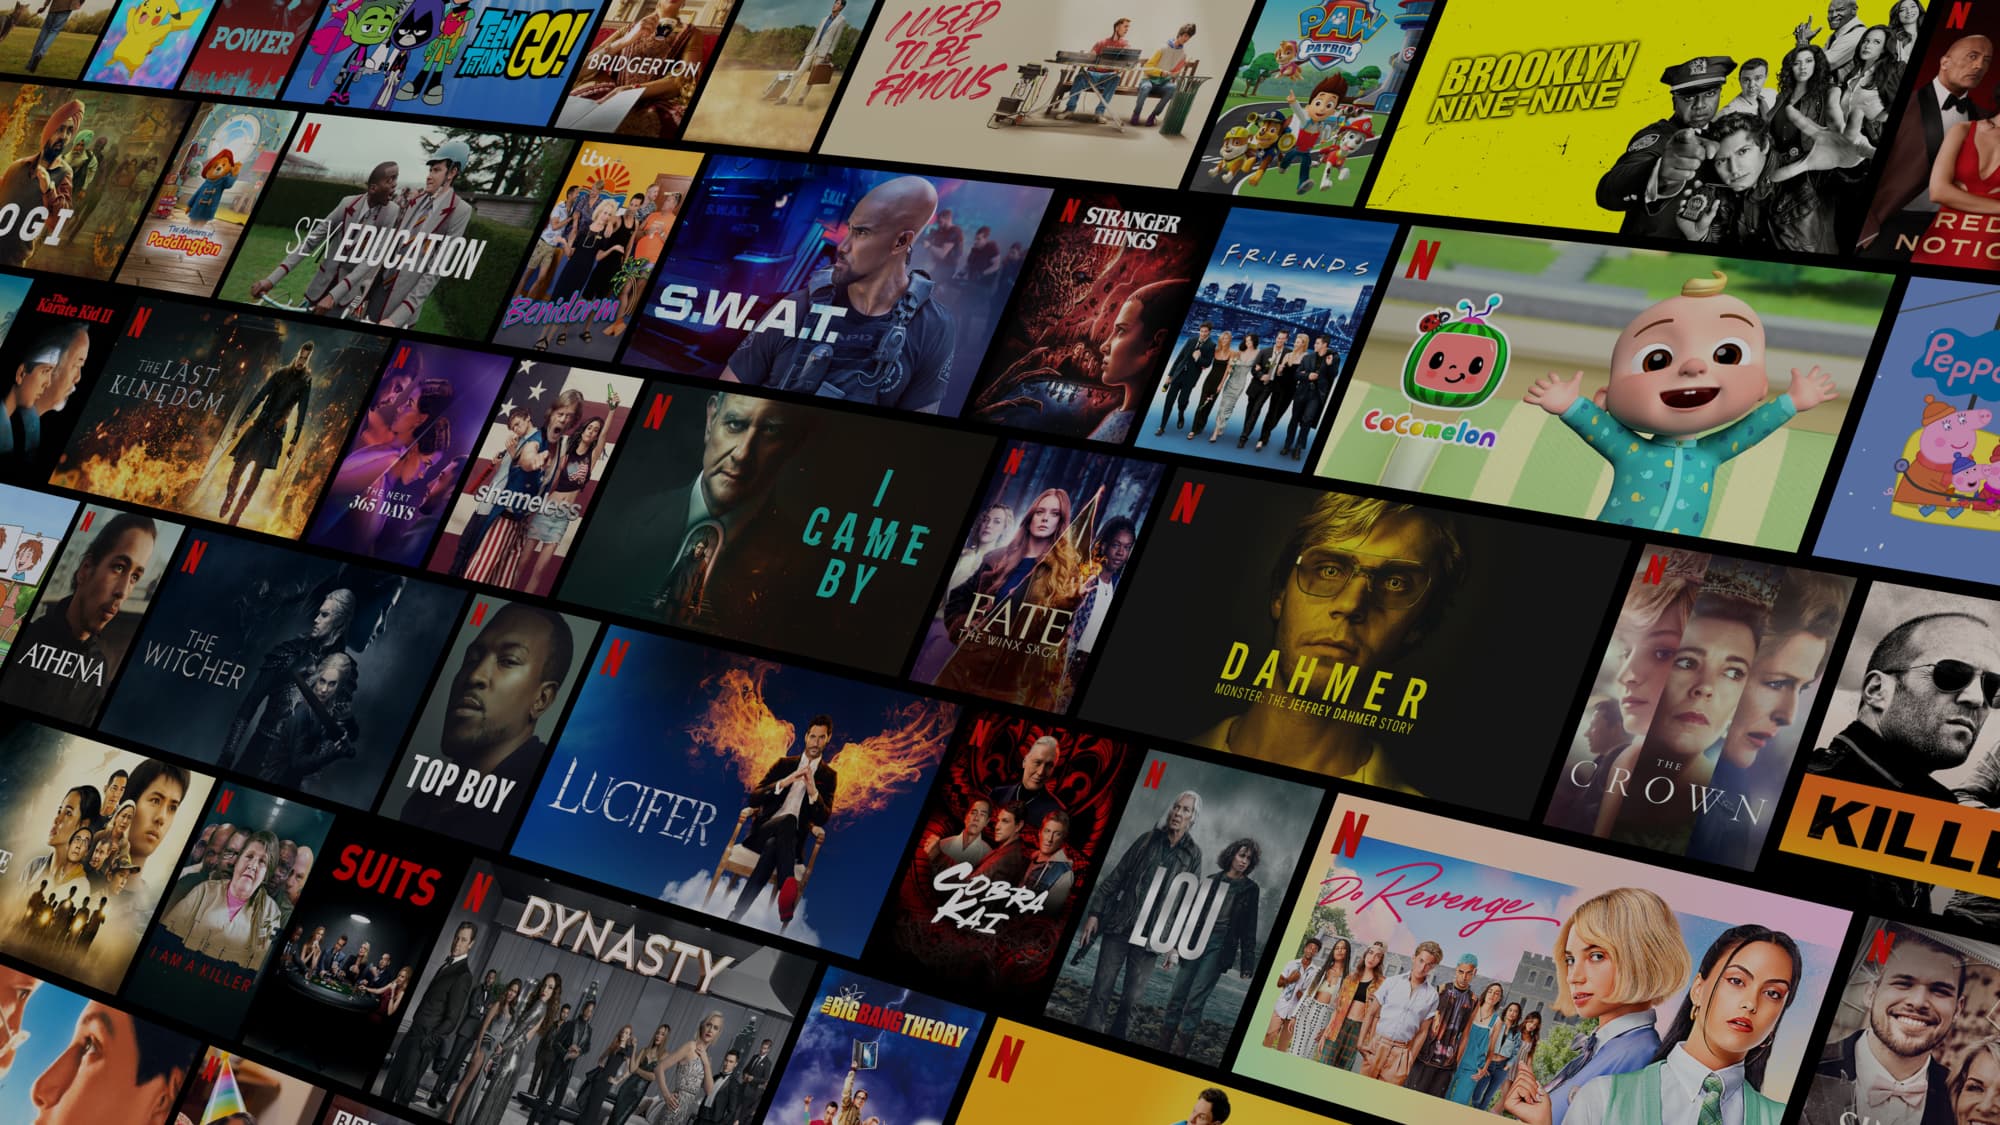 POWER
TEEN
TITANS
GO!
BRIDGERTON
I USED
TO BE
FAMOUS
PAW
PATROL
BROOKLYN
NINE-NINE
N
RED
NOTIC
OGI
The Adventures of
Paddington
N
SEX EDUCATION
itv
Benidorm
S.W.A.T.
N
STRANGER
THINGS
F·R·I·E·N·D·S
N
CoComelon
Peppa
The
Karate Kid II
N
THE LAST
KINGDOM
N
THE NEXT
365 DAYS
shameless
N
I
CAME
BY
N
FATE
THE WINX SAGA
N
DAHMER
MONSTER: THE JEFFREY DAHMER STORY
N
THE
CROWN
KILLE
N
ATHENA
N
THE
WITCHER
N
TOP BOY
N
LUCIFER
N
COBRA
KAI
N
LOU
N
Do Revenge
N
N
I AM A KILLER
SUITS
N
DYNASTY
THE BIG BANG THEORY
N
N